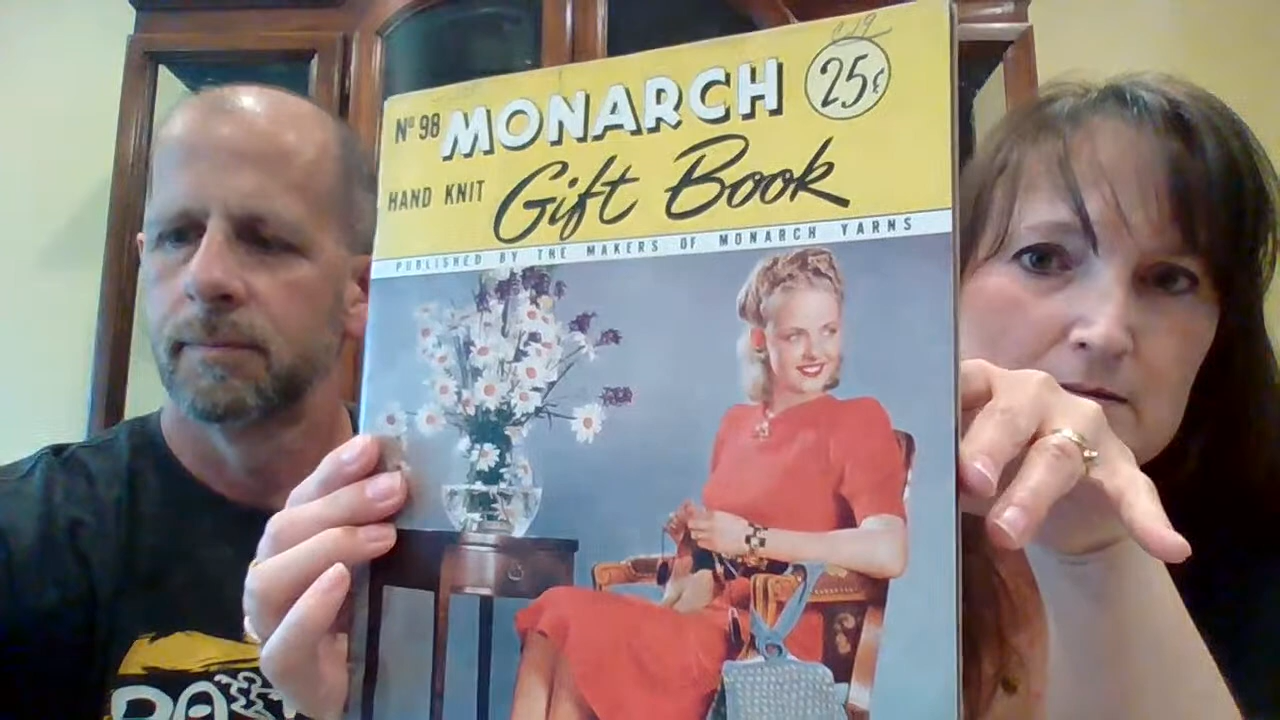 Nº 98 MONARCH 25¢
HAND KNIT Gift Book
PUBLISHED BY THE MAKERS OF MONARCH YARNS